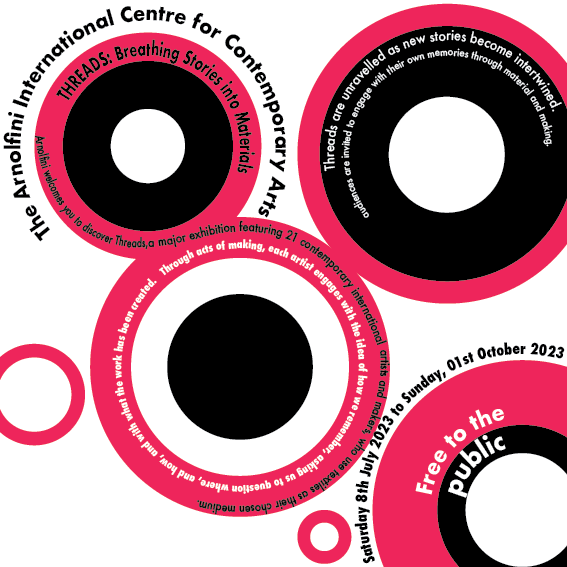 The Arnolfini International Centre for Contemporary Arts
THREADS: Breathing Stories into Materials
Arnolfini welcomes you to discover Threads,a major exhibition featuring 21 contemporary international artists and makers, who use textiles as their chosen medium.
Through acts of making, each artist engages with the idea of how we remember, asking us to question where, and how, and with what the work has been created.
Threads are unravelled as new stories become intertwined.
audiences are invited to engage with their own memories through material and making.
Saturday 8th July 2023 to Sunday, 01st October 2023
Free to the
public